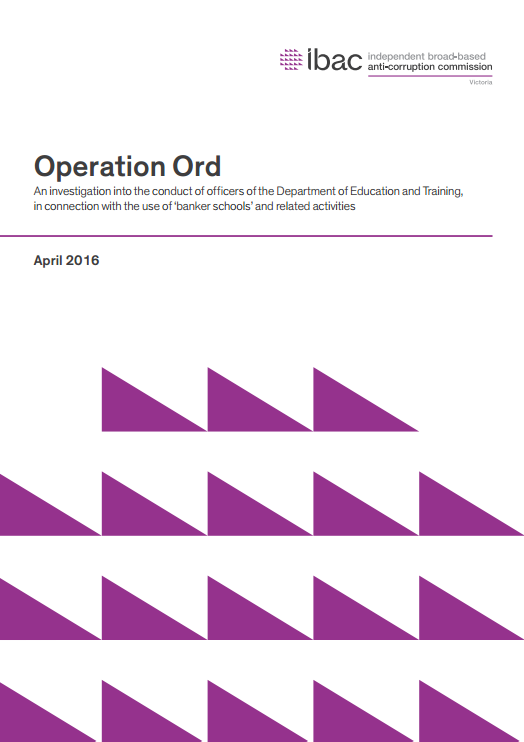 ibac
independent broad-based
anti-corruption commission
Victoria
Operation Ord
An investigation into the conduct of officers of the Department of Education and Training,
in connection with the use of ‘banker schools’ and related activities
April 2016